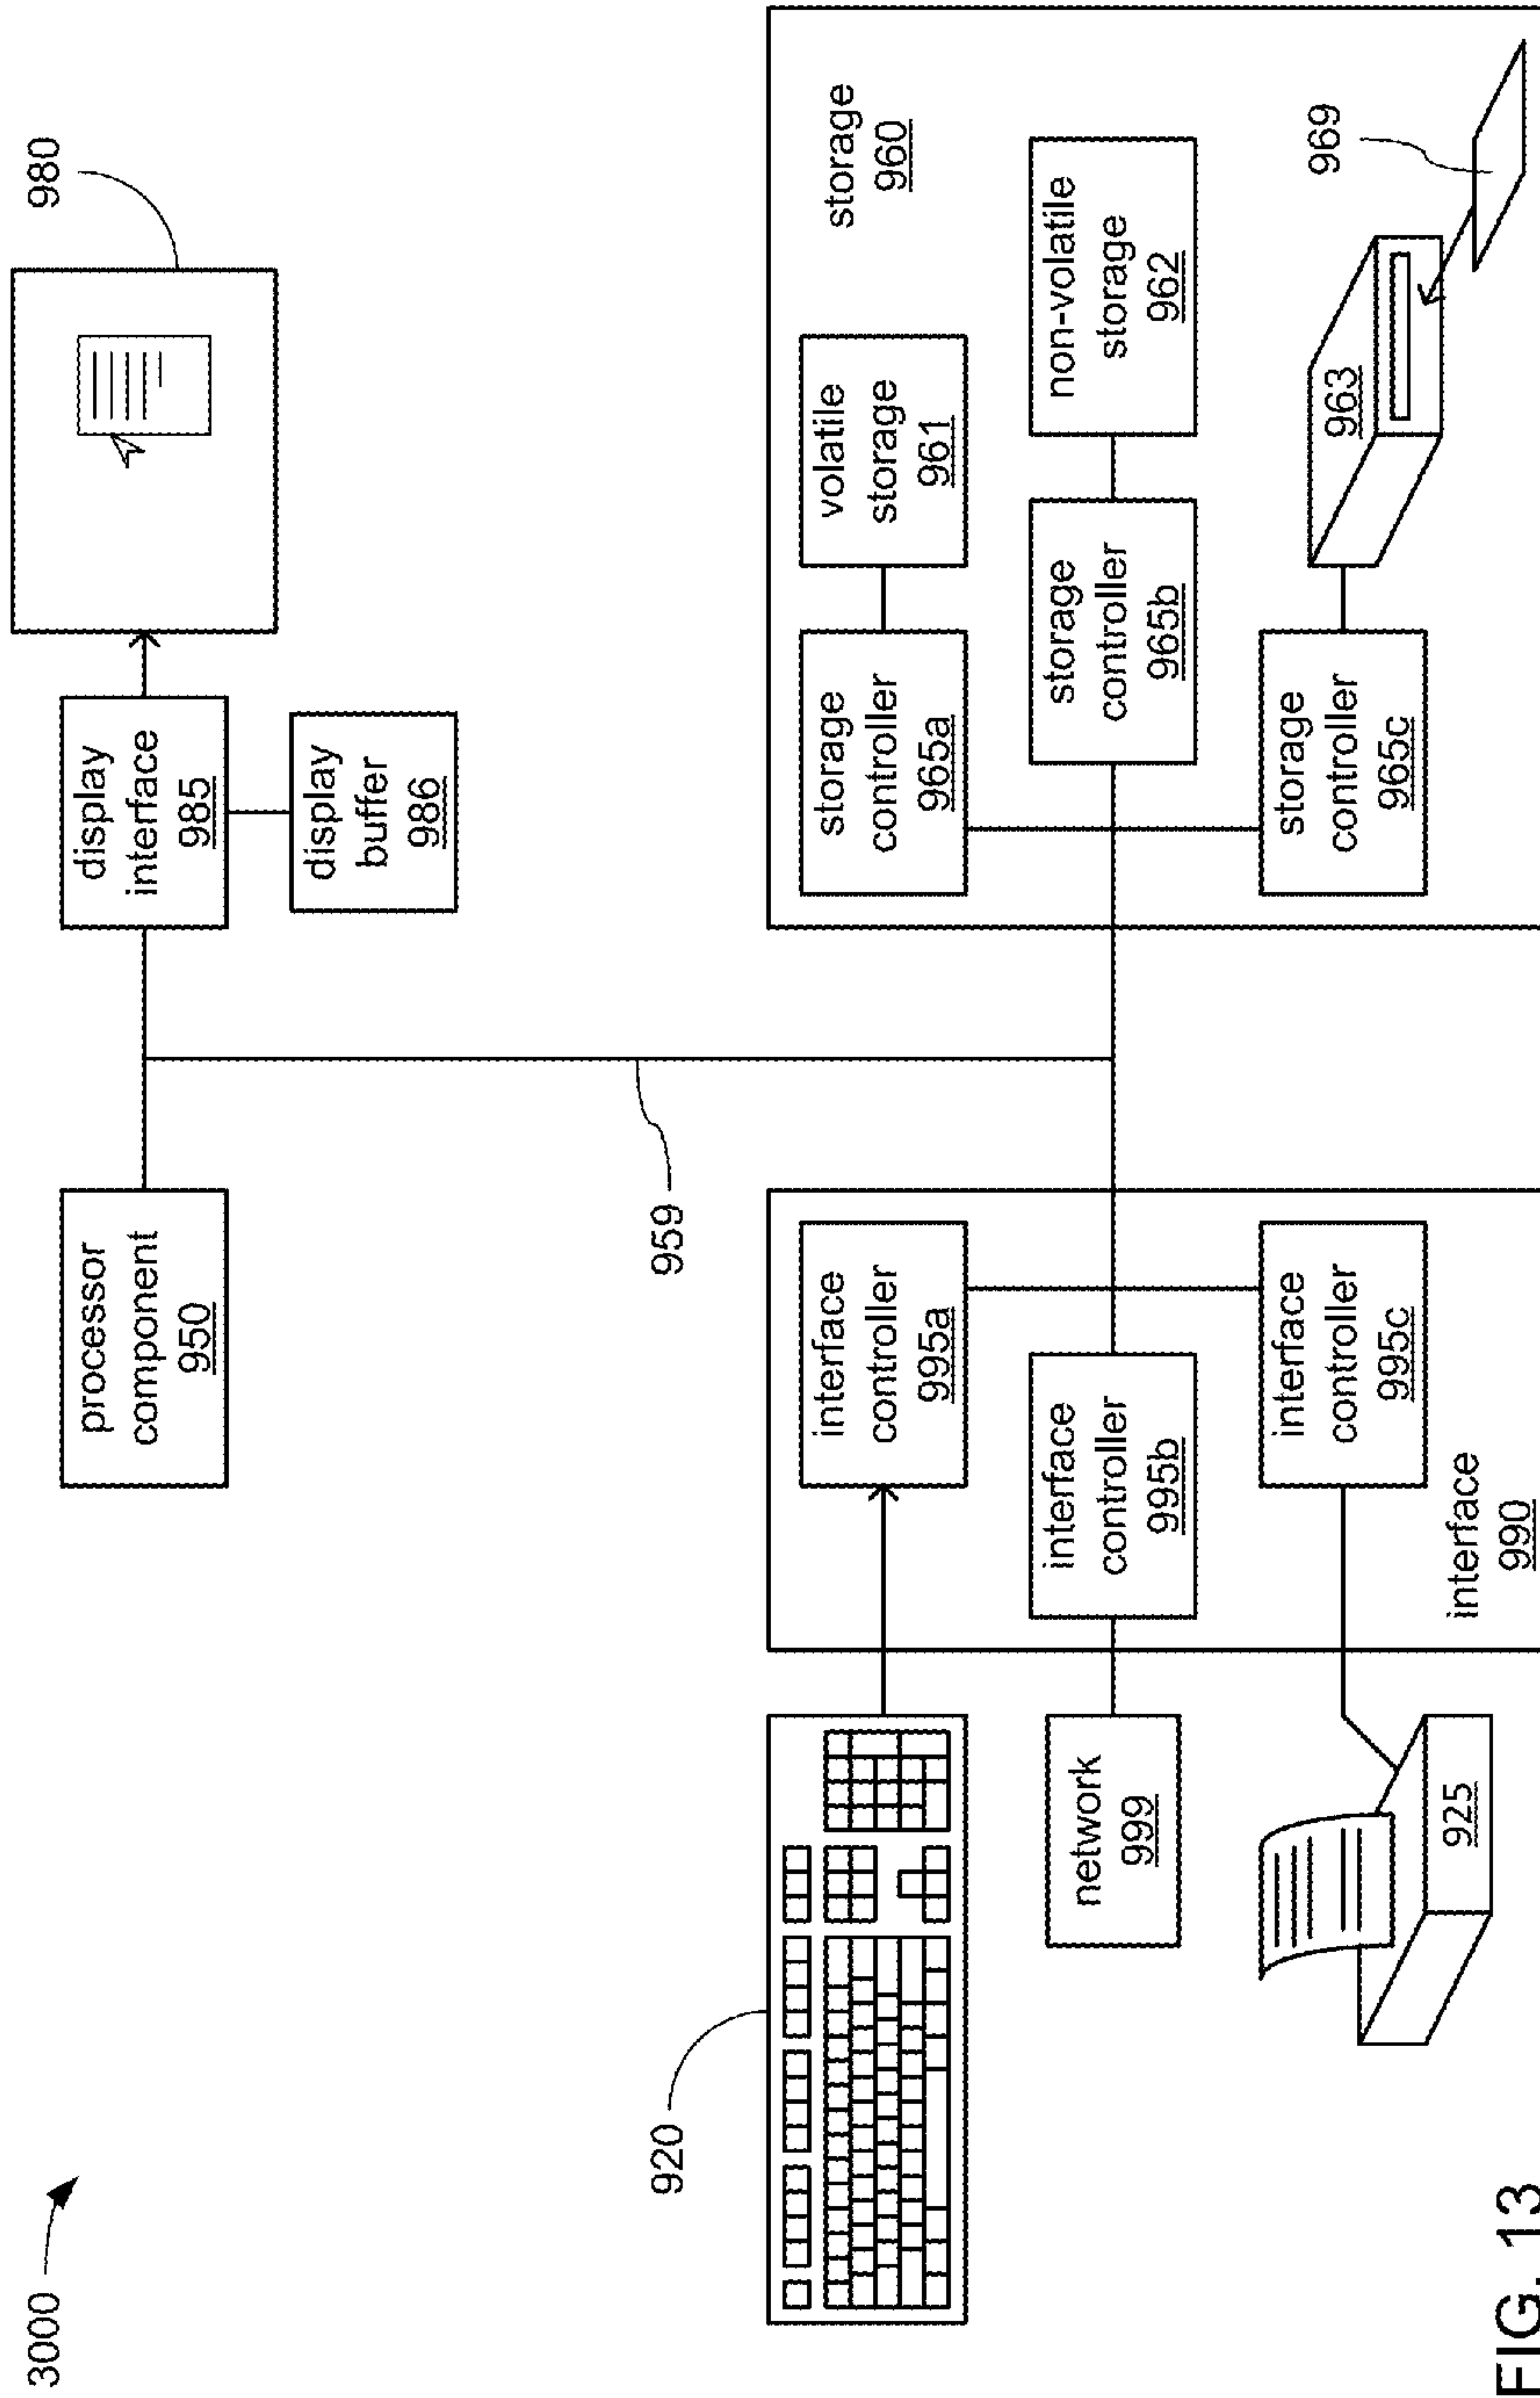 3000
processor
component
950
display
interface
985
display
buffer
986
980
959
920
interface
controller
995a
interface
controller
995b
interface
controller
995c
interface
990
network
999
925
storage
960
storage
controller
965a
volatile
storage
961
storage
controller
965b
non-volatile
storage
962
storage
controller
965c
963
969
FIG. 13